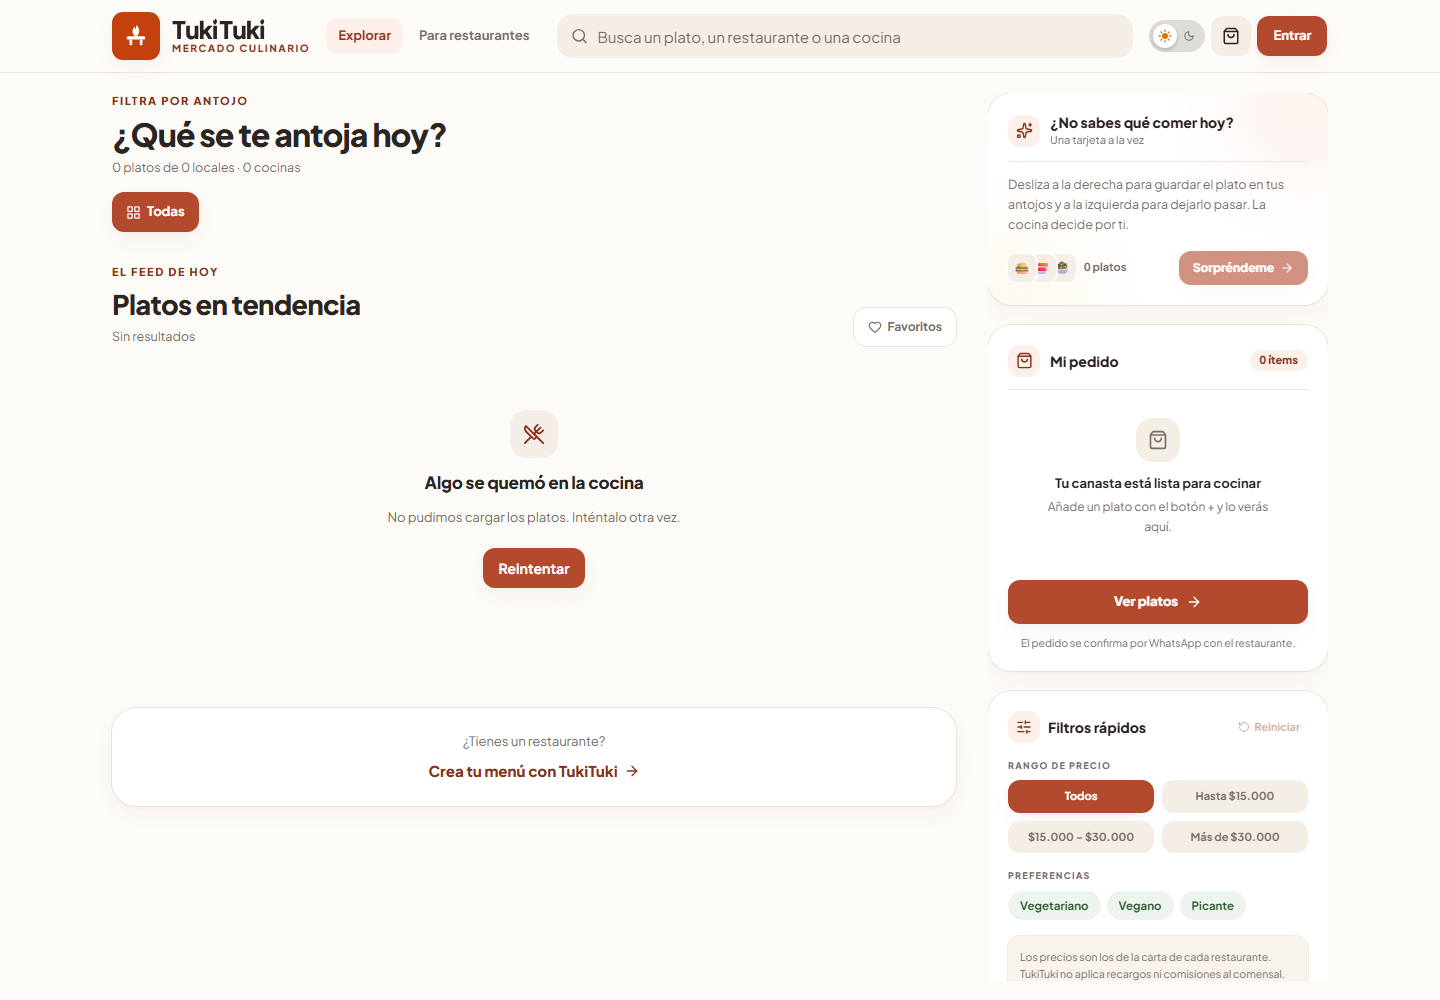 TukiTuki
MERCADO CULINARIO
Explorar
Para restaurantes
Busca un plato, un restaurante o una cocina
Entrar
FILTRA POR ANTOJO
¿Qué se te antoja hoy?
0 platos de 0 locales · 0 cocinas
Todas
EL FEED DE HOY
Platos en tendencia
Sin resultados
Favoritos
Algo se quemó en la cocina
No pudimos cargar los platos. Inténtalo otra vez.
Reintentar
¿Tienes un restaurante?
Crea tu menú con TukiTuki
¿No sabes qué comer hoy?
Una tarjeta a la vez
Desliza a la derecha para guardar el plato en tus
antojos y a la izquierda para dejarlo pasar. La
cocina decide por ti.
0 platos
Sorpréndeme
Mi pedido
0 ítems
Tu canasta está lista para cocinar
Añade un plato con el botón + y lo verás
aquí.
Ver platos
El pedido se confirma por WhatsApp con el restaurante.
Filtros rápidos
Reiniciar
RANGO DE PRECIO
Todos
Hasta $15.000
$15.000 – $30.000
Más de $30.000
PREFERENCIAS
Vegetariano
Vegano
Picante
Los precios son los de la carta de cada restaurante.
TukiTuki no aplica recargos ni comisiones al comensal.